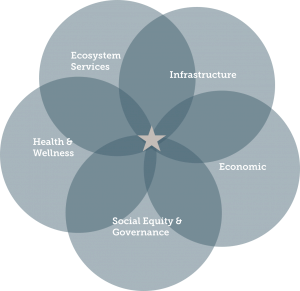 Ecosystem
Services
Infrastructure
Health &
Wellness
Economic
Social Equity &
Governance